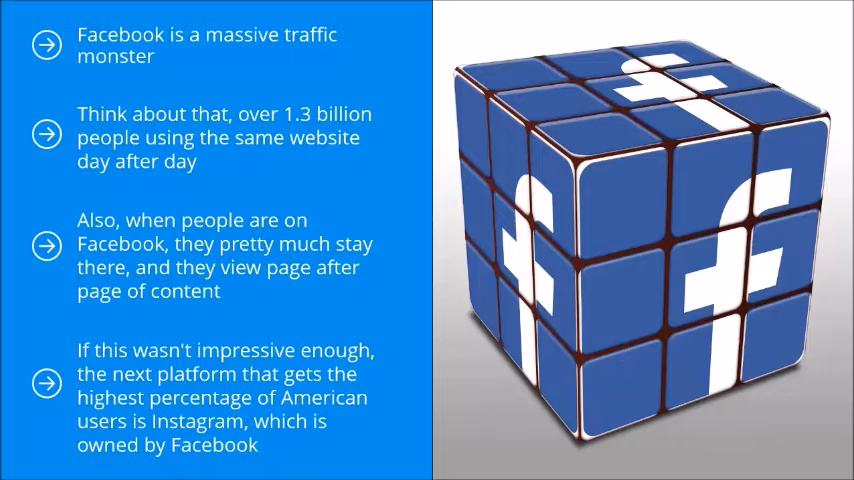 Facebook is a massive traffic
monster
Think about that, over 1.3 billion
people using the same website
day after day
Also, when people are on
Facebook, they pretty much stay
there, and they view page after
page of content
If this wasn't impressive enough,
the next platform that gets the
highest percentage of American
users is Instagram, which is
owned by Facebook
f
f
f